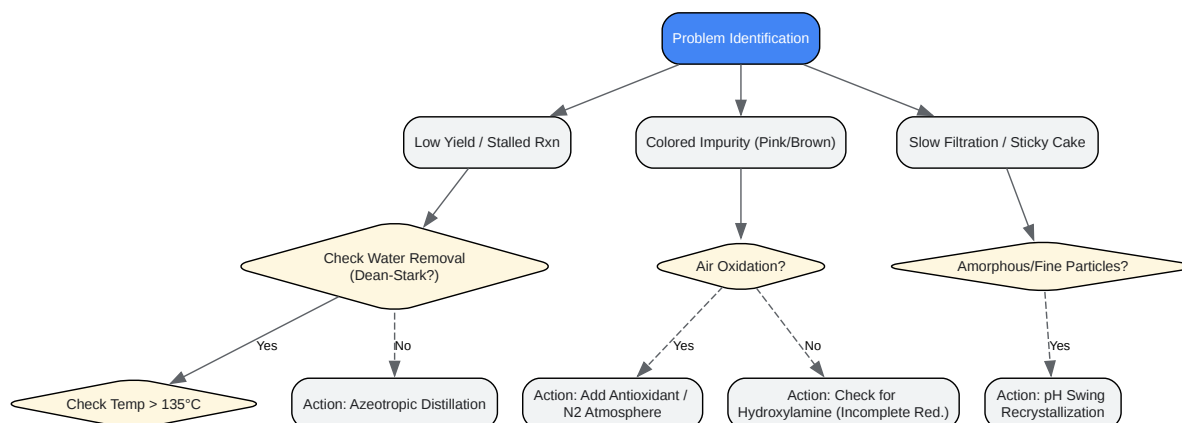 Problem Identification
Low Yield / Stalled Rxn
Colored Impurity (Pink/Brown)
Slow Filtration / Sticky Cake
Check Water Removal
(Dean-Stark?)
Air Oxidation?
Amorphous/Fine Particles?
Yes
No
Yes
No
Yes
Check Temp > 135°C
Action: Azeotropic Distillation
Action: Add Antioxidant /
N2 Atmosphere
Action: Check for
Hydroxylamine (Incomplete Red.)
Action: pH Swing
Recrystallization